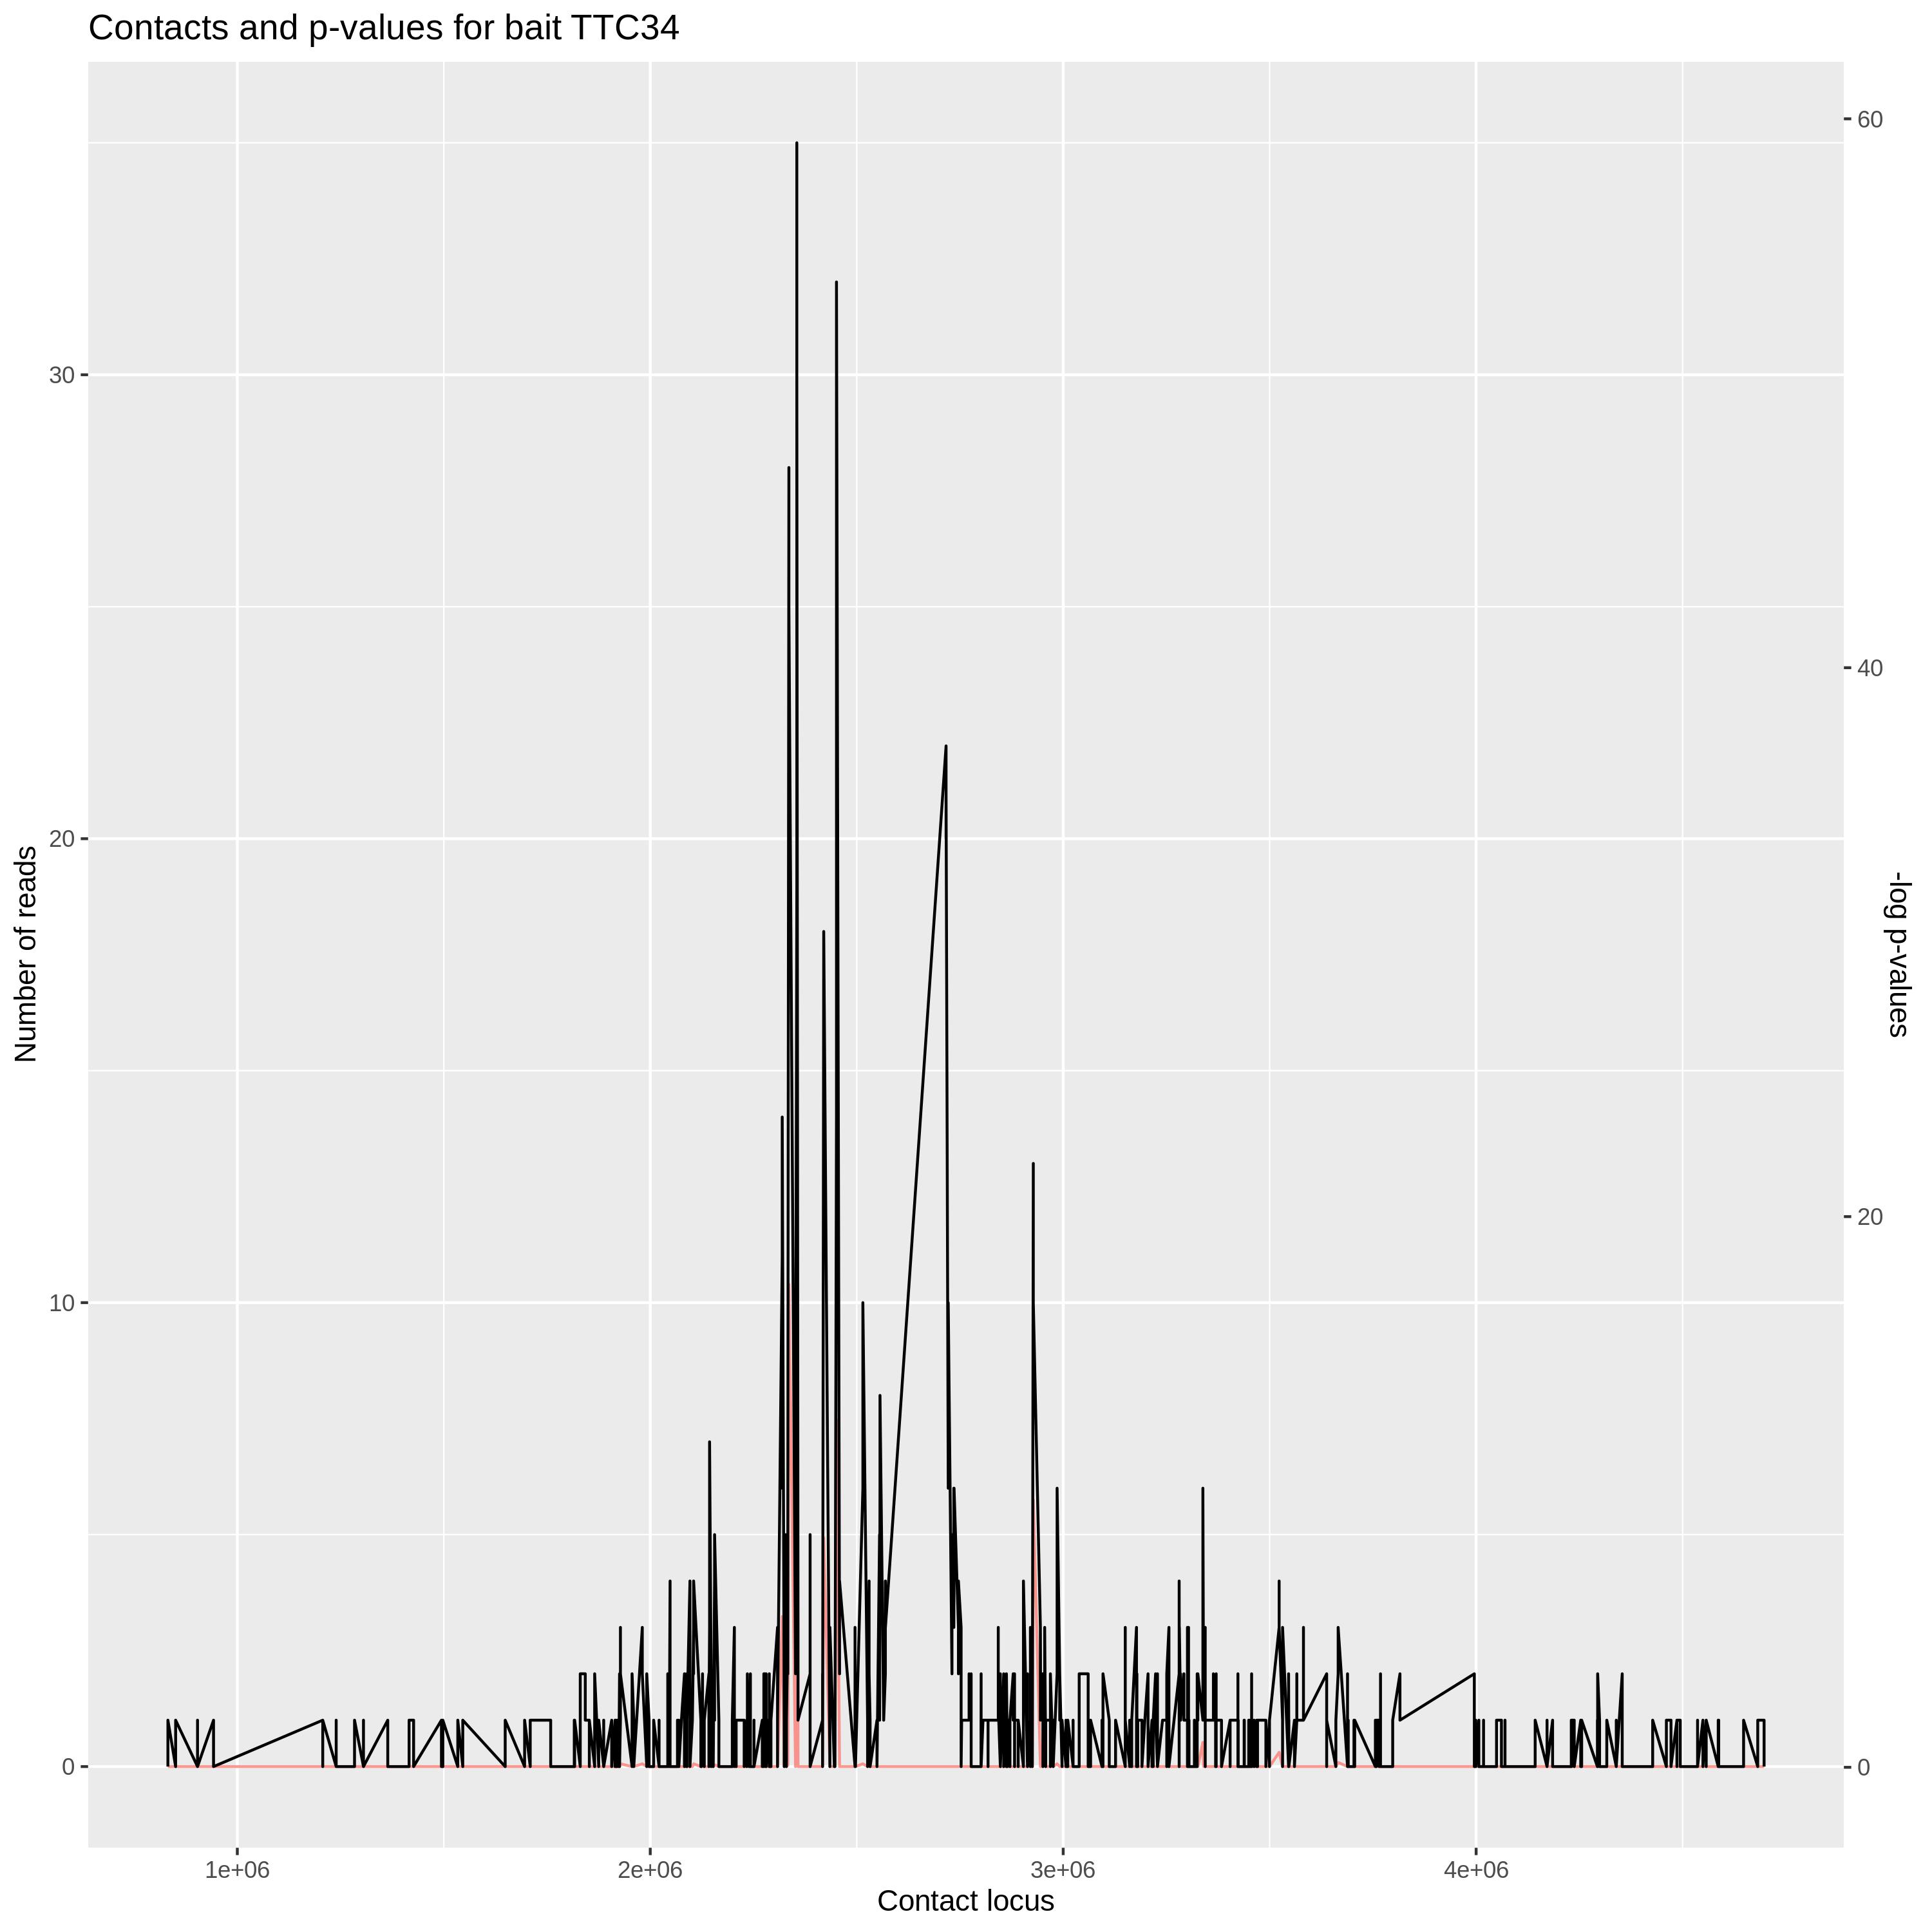 Contacts and p-values for bait TTC34
60
30
40
20
20
10
0
0
Number of reads
-log p-values
1e+06
2e+06
3e+06
4e+06
Contact locus